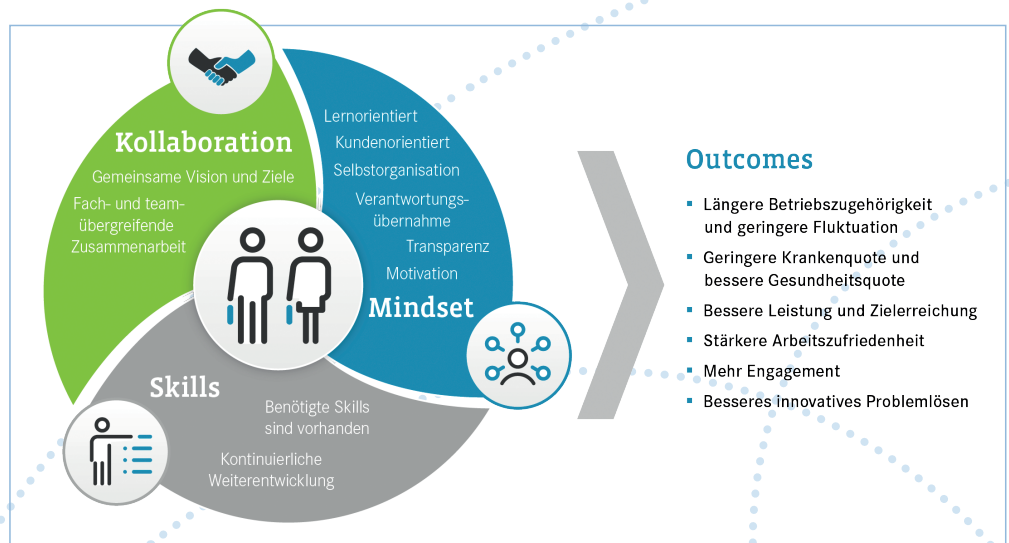 Kollaboration
Gemeinsame Vision und Ziele
Fach- und team-
übergreifende
Zusammenarbeit
Lernorientiert
Kundenorientiert
Selbstorganisation
Verantwortungs-
übernahme
Transparenz
Motivation
Mindset
Skills
Benötigte Skills
sind vorhanden
Kontinuierliche
Weiterentwicklung
Outcomes
Längere Betriebszugehörigkeit
und geringere Fluktuation
Geringere Krankenquote und
bessere Gesundheitsquote
Bessere Leistung und Zielerreichung
Stärkere Arbeitszufriedenheit
Mehr Engagement
Besseres innovatives Problemlösen